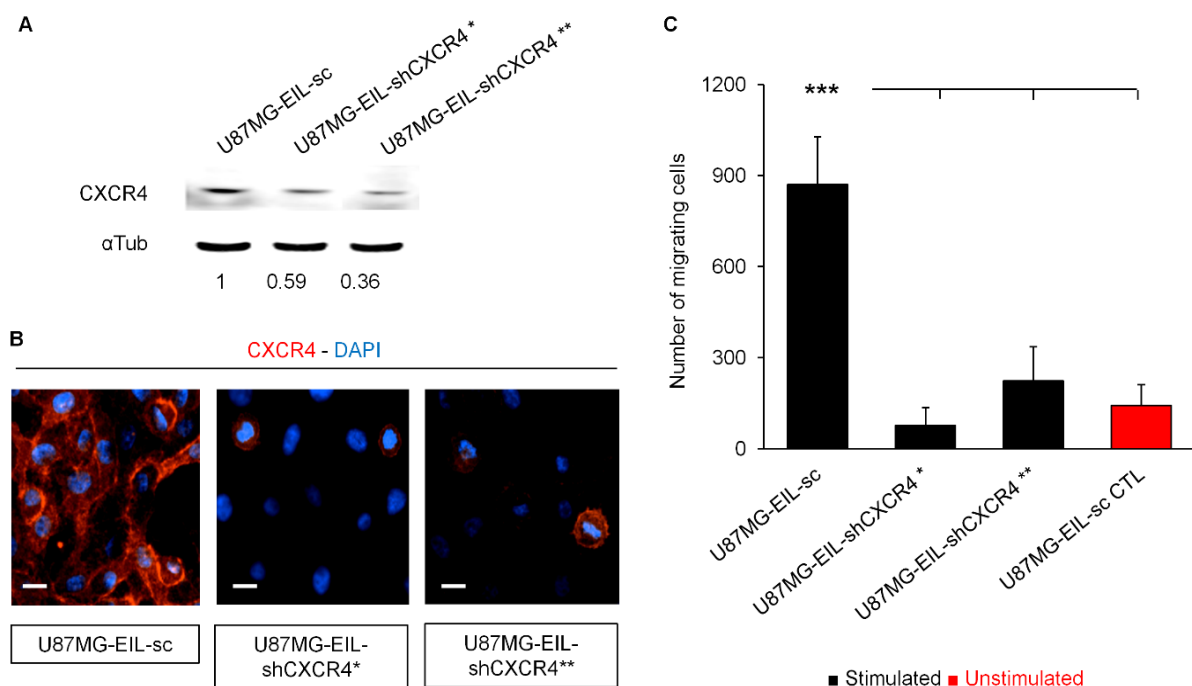 A
U87MG-EIL-sc
U87MG-EIL-shCXCR4 *
U87MG-EIL-shCXCR4 **
CXCR4
αTub
1 0.59 0.36
B
CXCR4 - DAPI
U87MG-EIL-sc
U87MG-EIL-
shCXCR4*
U87MG-EIL-
shCXCR4**
C
Number of migrating cells
1200
900
600
300
0
***
U87MG-EIL-sc
U87MG-EIL-shCXCR4 *
U87MG-EIL-shCXCR4 **
U87MG-EIL-sc CTL
Stimulated Unstimulated